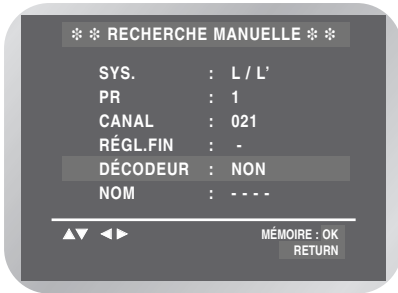 ❊ ❊ RECHERCHE MANUELLE ❊ ❊
SYS. : L / L’
PR : 1
CANAL : 021
RÉGL.FIN : -
DÉCODEUR : NON
NOM : - - - -
▲▼ ◀▶ MÉMOIRE : OK
RETURN